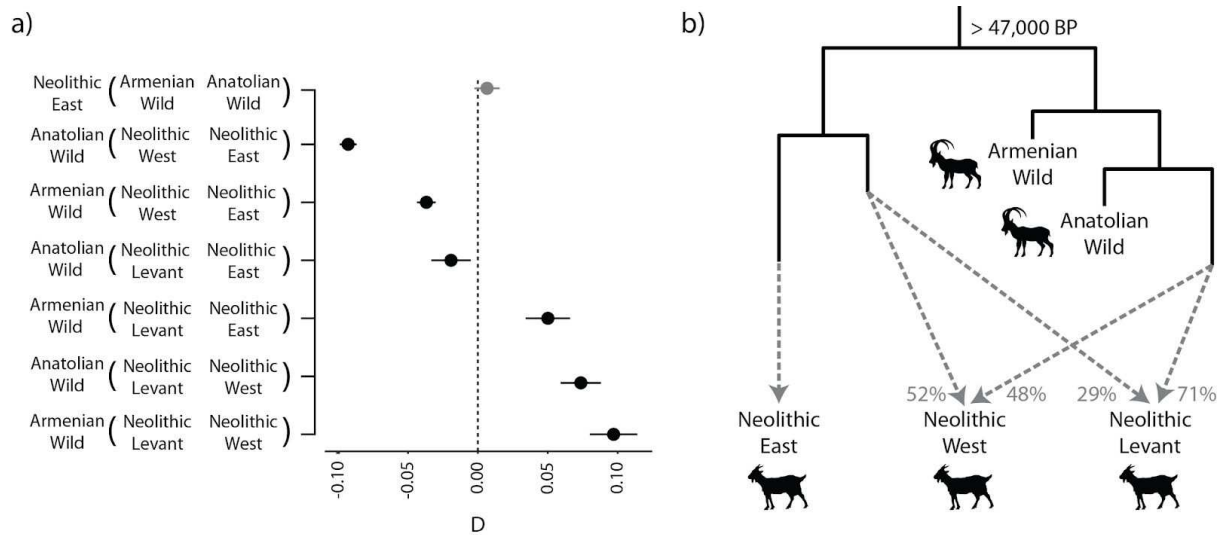 a)
Neolithic East ( Armenian Wild Anatolian Wild )
Anatolian Wild ( Neolithic West Neolithic East )
Armenian Wild ( Neolithic West Neolithic East )
Anatolian Wild ( Neolithic Levant Neolithic East )
Armenian Wild ( Neolithic Levant Neolithic East )
Anatolian Wild ( Neolithic Levant Neolithic West )
Armenian Wild ( Neolithic Levant Neolithic West )
-0.10 -0.05 0.00 0.05 0.10
D
b)
> 47,000 BP
Armenian
Wild
Anatolian
Wild
52% 48% 29% 71%
Neolithic East
Neolithic West
Neolithic Levant